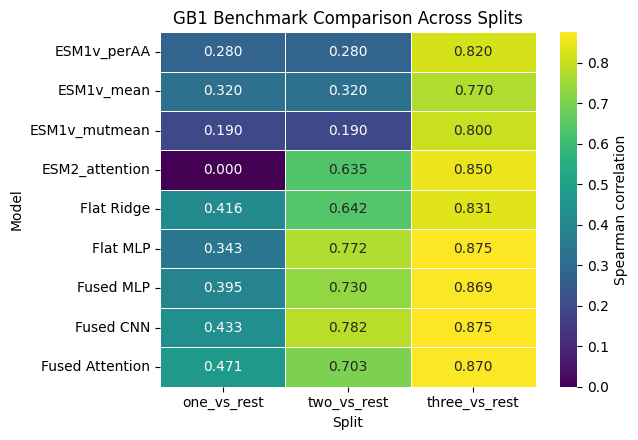 GB1 Benchmark Comparison Across Splits
Model
ESM1v_perAA 0.280 0.280 0.820
ESM1v_mean 0.320 0.320 0.770
ESM1v_mutmean 0.190 0.190 0.800
ESM2_attention 0.000 0.635 0.850
Flat Ridge 0.416 0.642 0.831
Flat MLP 0.343 0.772 0.875
Fused MLP 0.395 0.730 0.869
Fused CNN 0.433 0.782 0.875
Fused Attention 0.471 0.703 0.870
one_vs_rest two_vs_rest three_vs_rest
Split
0.8
0.7
0.6
0.5
0.4
0.3
0.2
0.1
0.0
Spearman correlation